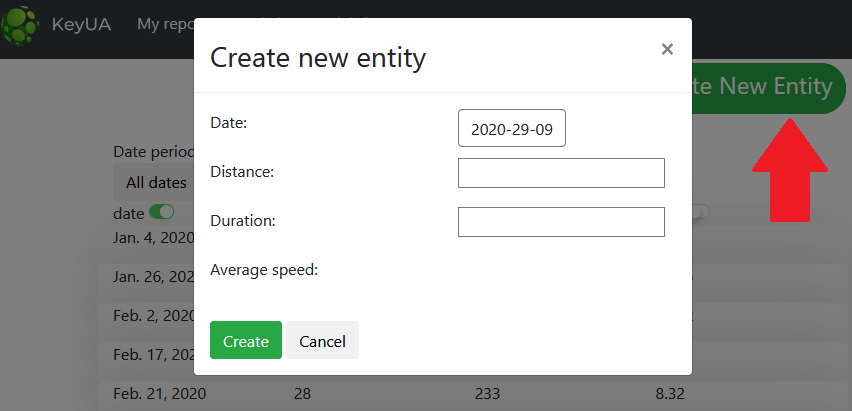 KeyUA My repo
Create new entity ×
te New Entity
Date: 2020-29-09
Date period
Distance:
All dates
date
Duration:
Jan. 4, 2020
Average speed:
Jan. 26, 202
Feb. 2, 2020
Create Cancel
Feb. 17, 20
Feb. 21, 2020 28 233 8.32